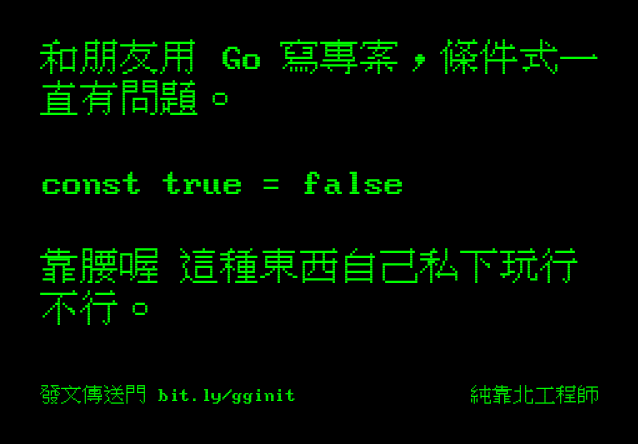 和朋友用 Go 寫專案，條件式一
直有問題。
const true = false
靠腰喔 這種東西自己私下玩行
不行。
發文傳送門 bit.ly/gginit
純靠北工程師